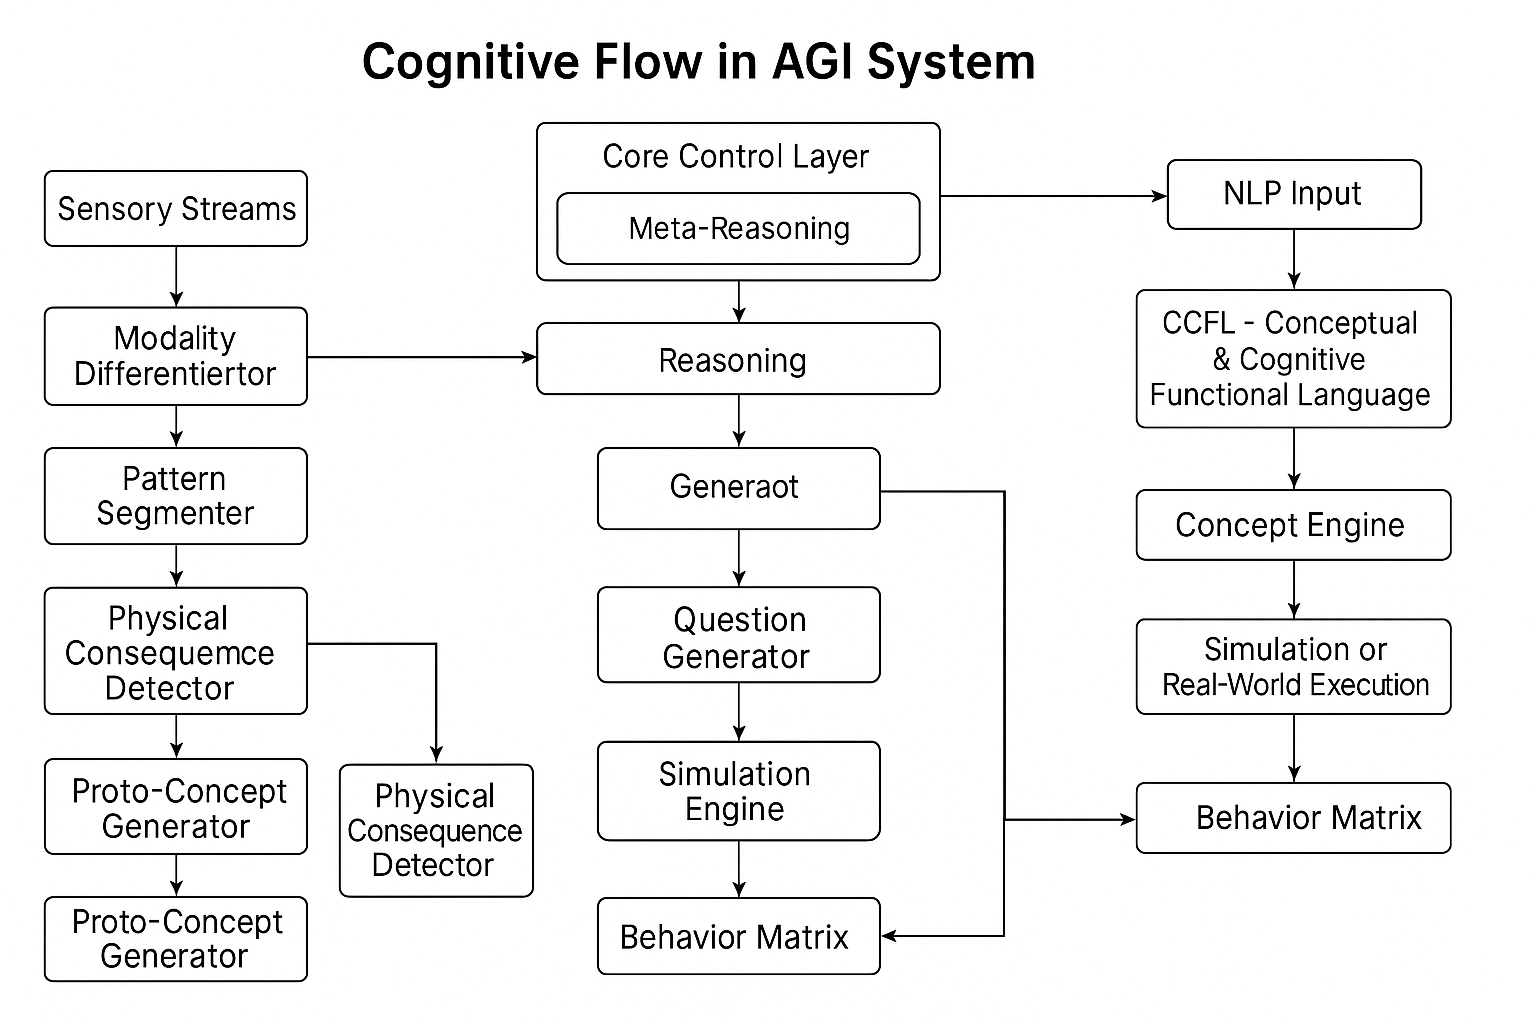 Cognitive Flow in AGI System
Sensory Streams
Modality
Differentiertor
Pattern
Segmenter
Physical
Consequemce
Detector
Proto-Concept
Generator
Proto-Concept
Generator
Physical
Consequence
Detector
Core Control Layer
Meta-Reasoning
Reasoning
Generaot
Question
Generator
Simulation
Engine
Behavior Matrix
NLP Input
CCFL - Conceptual
& Cognitive
Functional Language
Concept Engine
Simulation or
Real-World Execution
Behavior Matrix